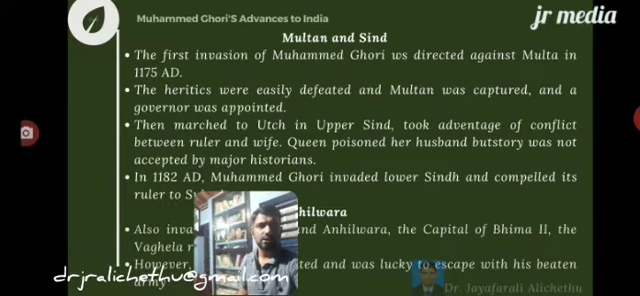 Muhammed Ghori'S Advances to India
jr media
Multan and Sind
The first invasion of Muhammed Ghori ws directed against Multa in
1175 AD.
The heritics were easily defeated and Multan was captured, and a
governor was appointed.
Then marched to Utch in Upper Sind, took adventage of conflict
between ruler and wife. Queen poisoned her husband butstory was not
accepted by major historians.
In 1182 AD, Muhammed Ghori invaded lower Sindh and compelled its
ruler to
hilwara
Also inva nd Anhilwara, the Capital of Bhima II, the
Vaghela r
However, ted and was lucky to escape with his beaten
army
drjralichethu@gmail.com
Dr. Jayafarali Alichethu